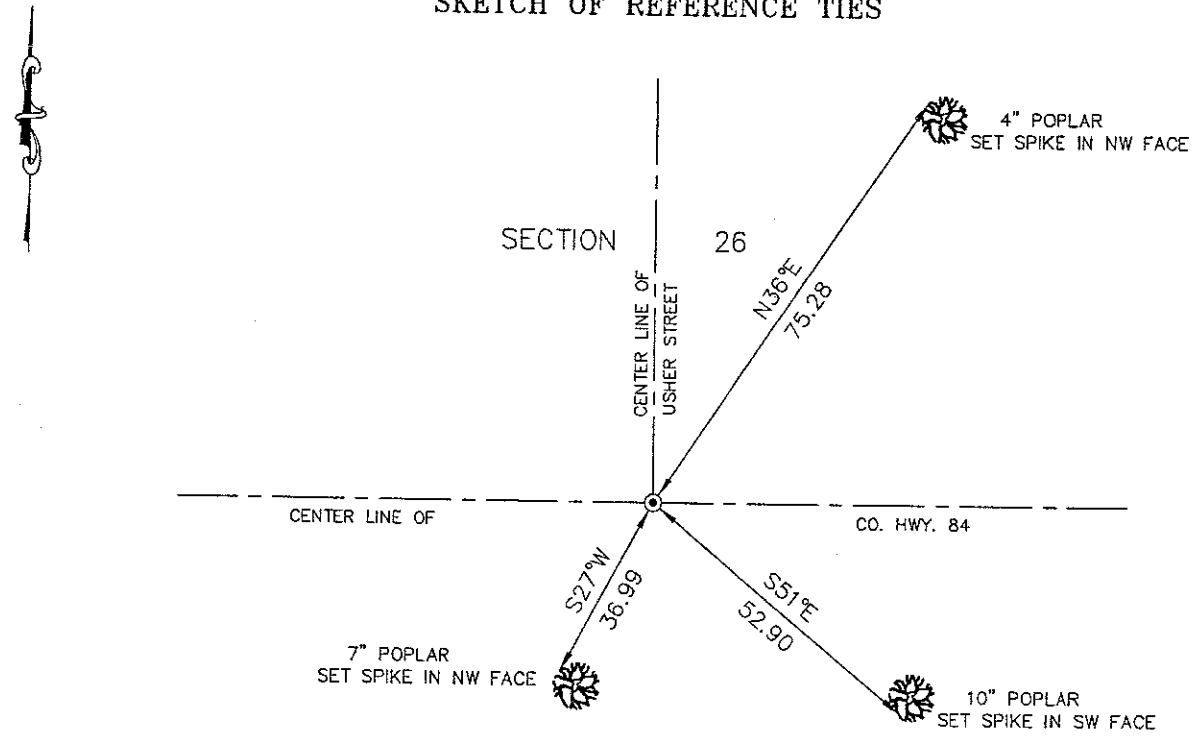 SKETCH OF REFERENCE TIES
4" POPLAR
SET SPIKE IN NW FACE
SECTION 26
N36°E
75.28
CENTER LINE OF
USHER STREET
CENTER LINE OF
CO. HWY. 84
S27°W
36.99
S51°E
52.90
7" POPLAR
SET SPIKE IN NW FACE
10" POPLAR
SET SPIKE IN SW FACE